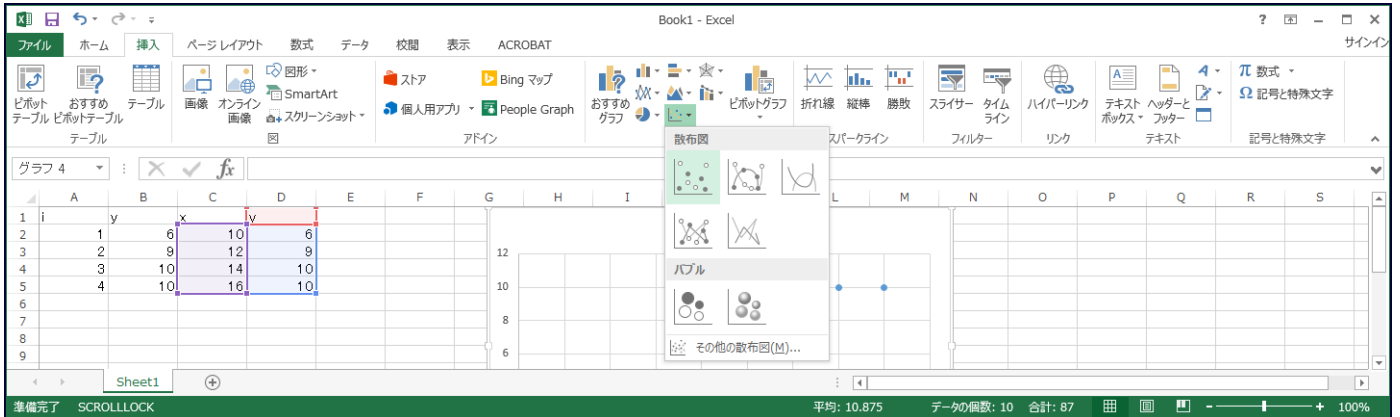 Book1 - Excel
?
ファイル ホーム 挿入 ページ レイアウト 数式 データ 校閲 表示 ACROBAT サインイン
ピボットテーブル
おすすめピボットテーブル
テーブル
テーブル
画像
オンライン画像
図形
SmartArt
スクリーンショット
図
ストア
個人用アプリ
Bing マップ
People Graph
アドイン
おすすめグラフ
ピボットグラフ
折れ線 縦棒 勝敗
スパークライン
スライサー
タイムライン
フィルター
ハイパーリンク
リンク
テキストボックス
ヘッダーとフッター
テキスト
π 数式
Ω 記号と特殊文字
記号と特殊文字
グラフ 4 fx
散布図
バブル
その他の散布図(M)...
A B C D E F G H I L M N O P Q R S
1 i y x y
2 1 6 10 6
3 2 9 12 9
4 3 10 14 10
5 4 10 16 10
6
7
8
9
12
10
8
6
Sheet1
準備完了 SCROLLLOCK 平均: 10.875 データの個数: 10 合計: 87 100%